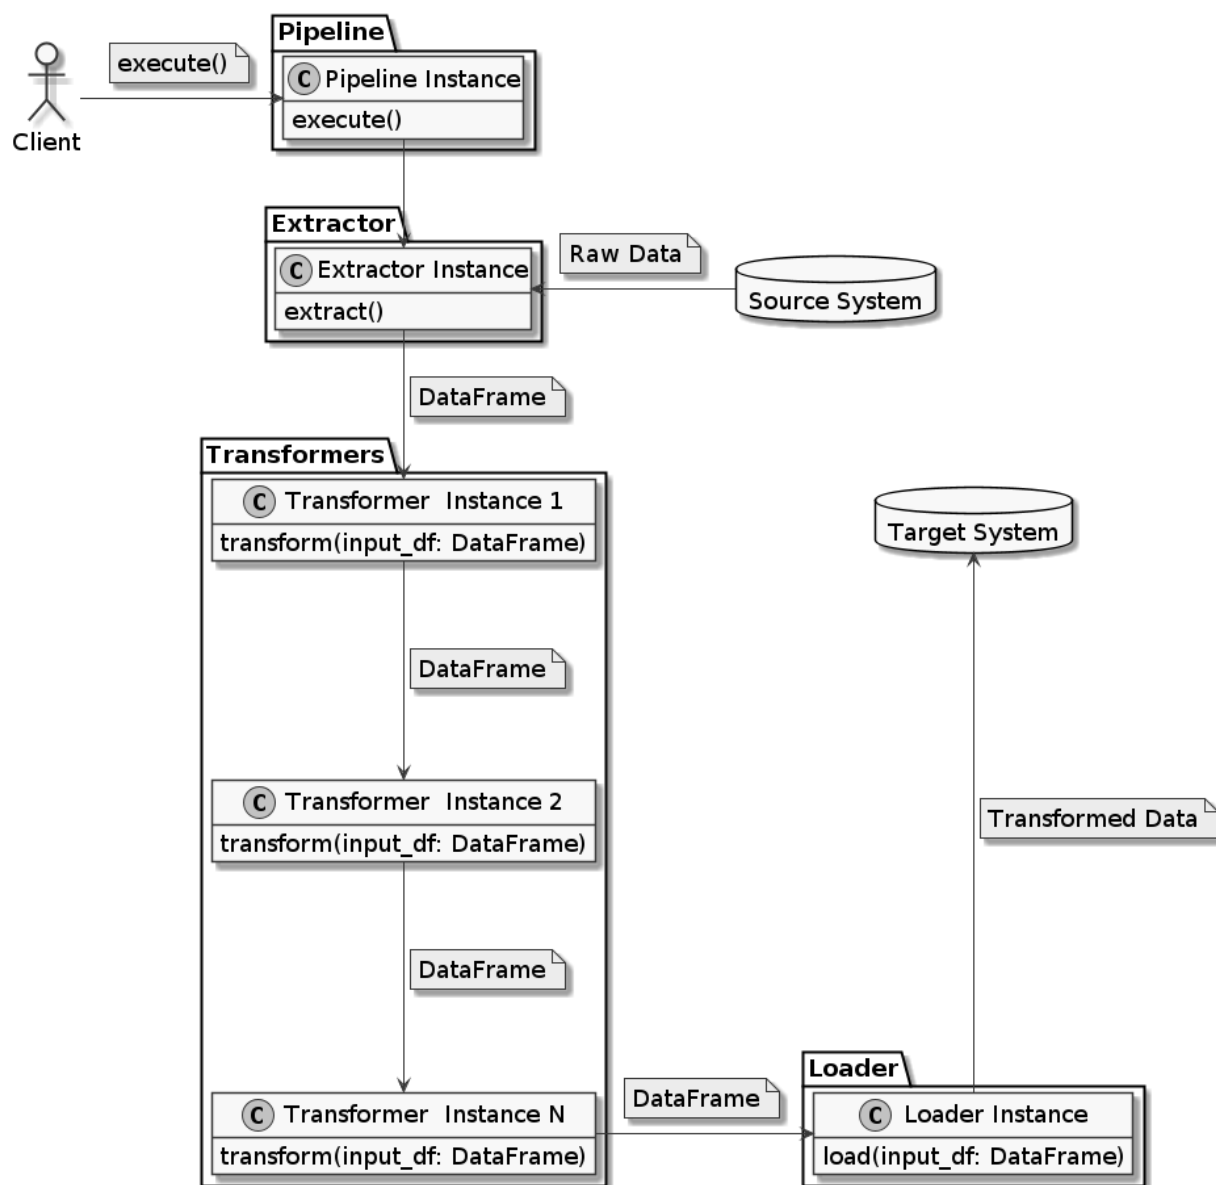 Pipeline
execute()
C Pipeline Instance
execute()
Client
Extractor
C Extractor Instance
extract()
Raw Data
Source System
DataFrame
Transformers
C Transformer  Instance 1
transform(input_df: DataFrame)
Target System
DataFrame
C Transformer  Instance 2
transform(input_df: DataFrame)
Transformed Data
DataFrame
C Transformer  Instance N
transform(input_df: DataFrame)
DataFrame
Loader
C Loader Instance
load(input_df: DataFrame)